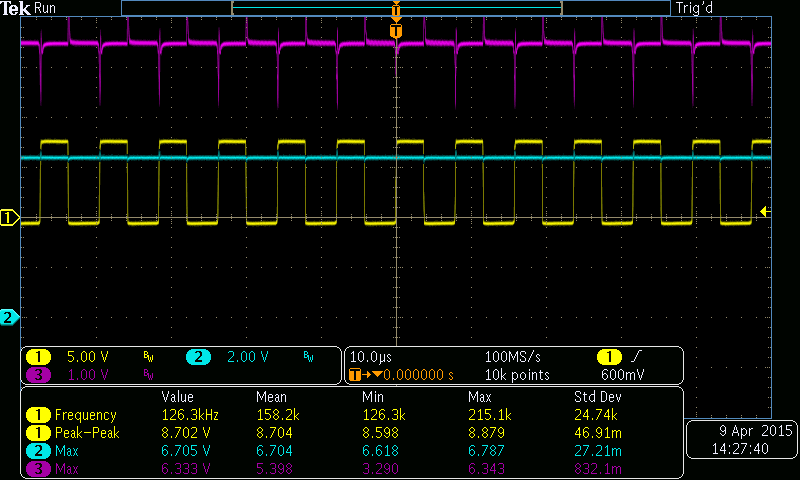 Tek Run Trig'd
T
T
1
2
1 5.00 V BW 2 2.00 V BW
3 1.00 V BW
10.0µs 100MS/s 1
T→▼0.000000 s 10k points 600mV
Value Mean Min Max Std Dev
1 Frequency 126.3kHz 158.2k 126.3k 215.1k 24.74k
1 Peak-Peak 8.702 V 8.704 8.598 8.879 46.91m
2 Max 6.705 V 6.704 6.618 6.787 27.21m
3 Max 6.333 V 5.398 3.290 6.343 832.1m
9 Apr 2015
14:27:40